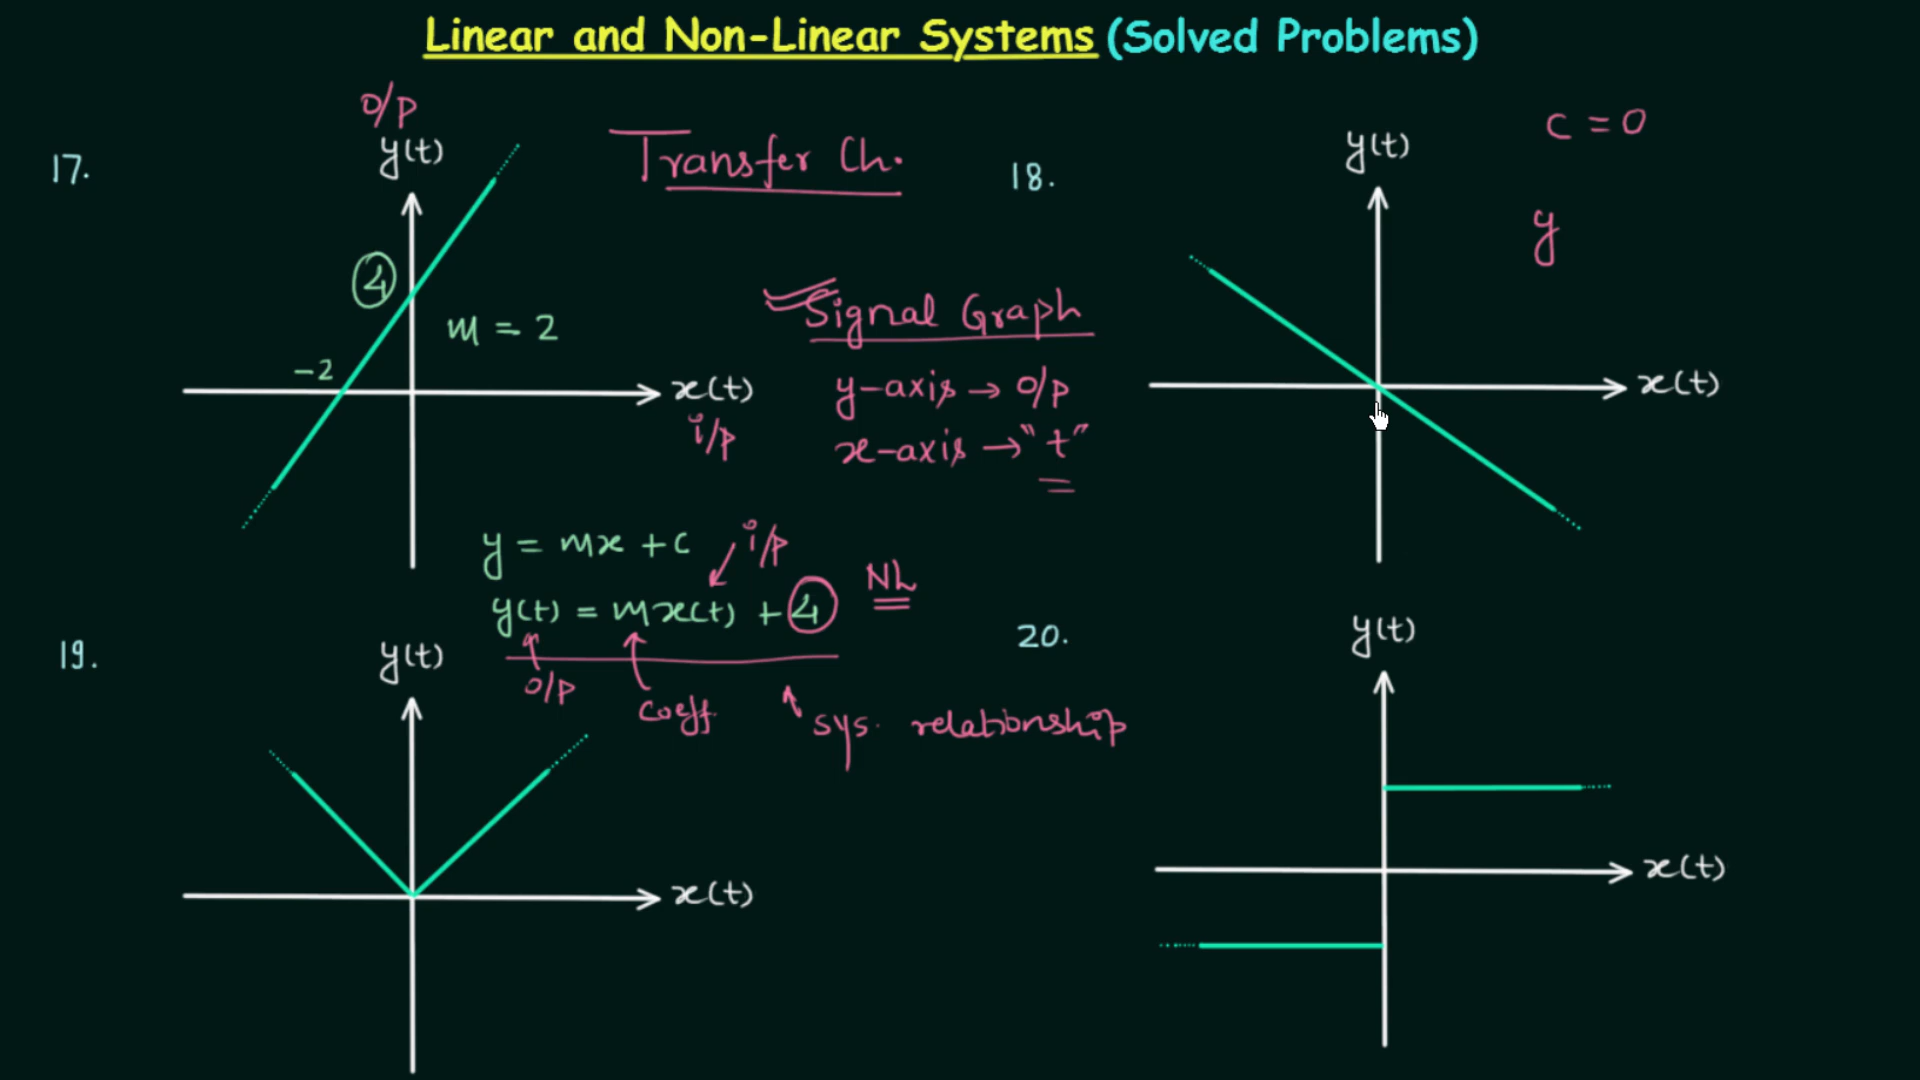 Linear and Non-Linear Systems (Solved Problems)
17.
O/P
y(t)
4
m = 2
-2
x(t)
i/p
Transfer Ch.
Signal Graph
y-axis → O/P
x-axis → "t"
y = mx + c
i/p
y(t) = mx(t) + 4
NL
O/P
coeff.
sys. relationship
18.
y(t)
c = 0
y
x(t)
19.
y(t)
x(t)
20.
y(t)
x(t)